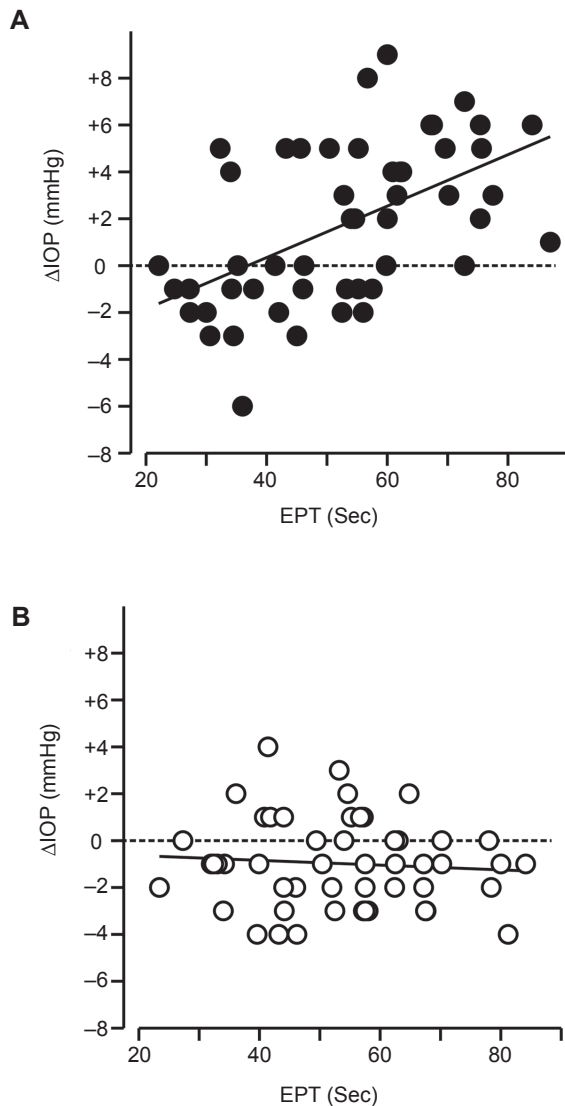 A
+8
+6
+4
+2
0
–2
–4
–6
–8
ΔIOP (mmHg)
20 40 60 80
EPT (Sec)
B
+8
+6
+4
+2
0
–2
–4
–6
–8
ΔIOP (mmHg)
20 40 60 80
EPT (Sec)